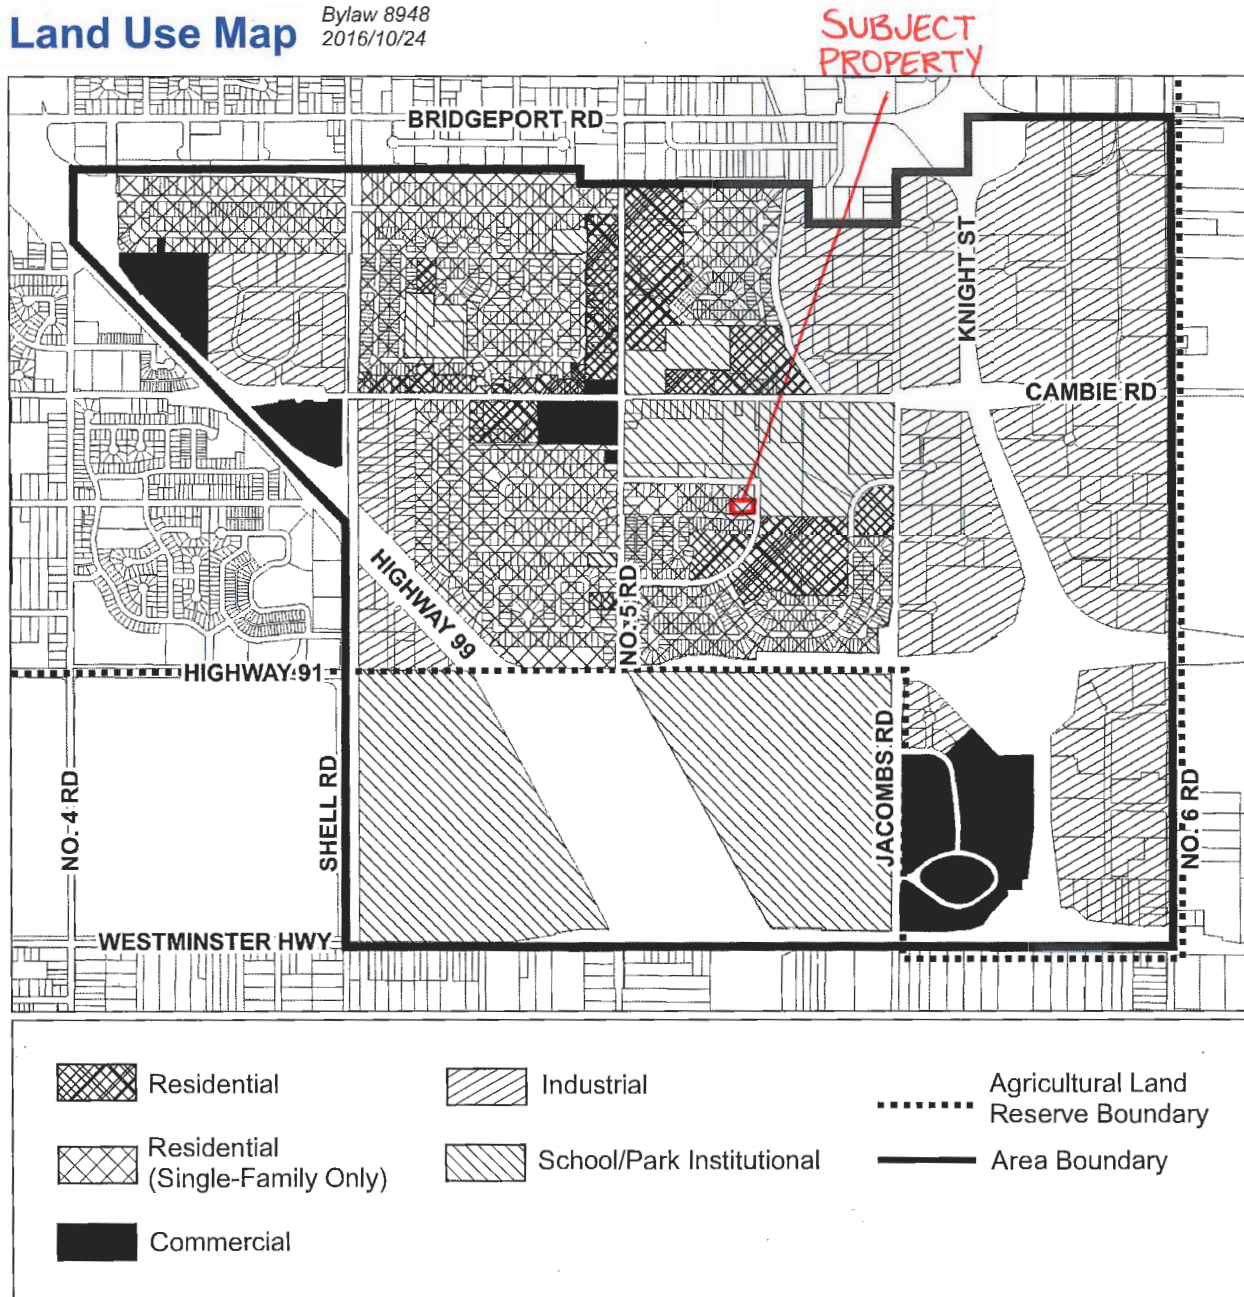 Land Use Map
Bylaw 8948
2016/10/24
SUBJECT
PROPERTY
BRIDGEPORT RD
KNIGHT ST
CAMBIE RD
HIGHWAY 99
NO. 5 RD
HIGHWAY 91
NO. 4 RD
SHELL RD
JACOMBS RD
NO. 6 RD
WESTMINSTER HWY
Residential
Residential
(Single-Family Only)
Commercial
Industrial
School/Park Institutional
Agricultural Land
Reserve Boundary
Area Boundary